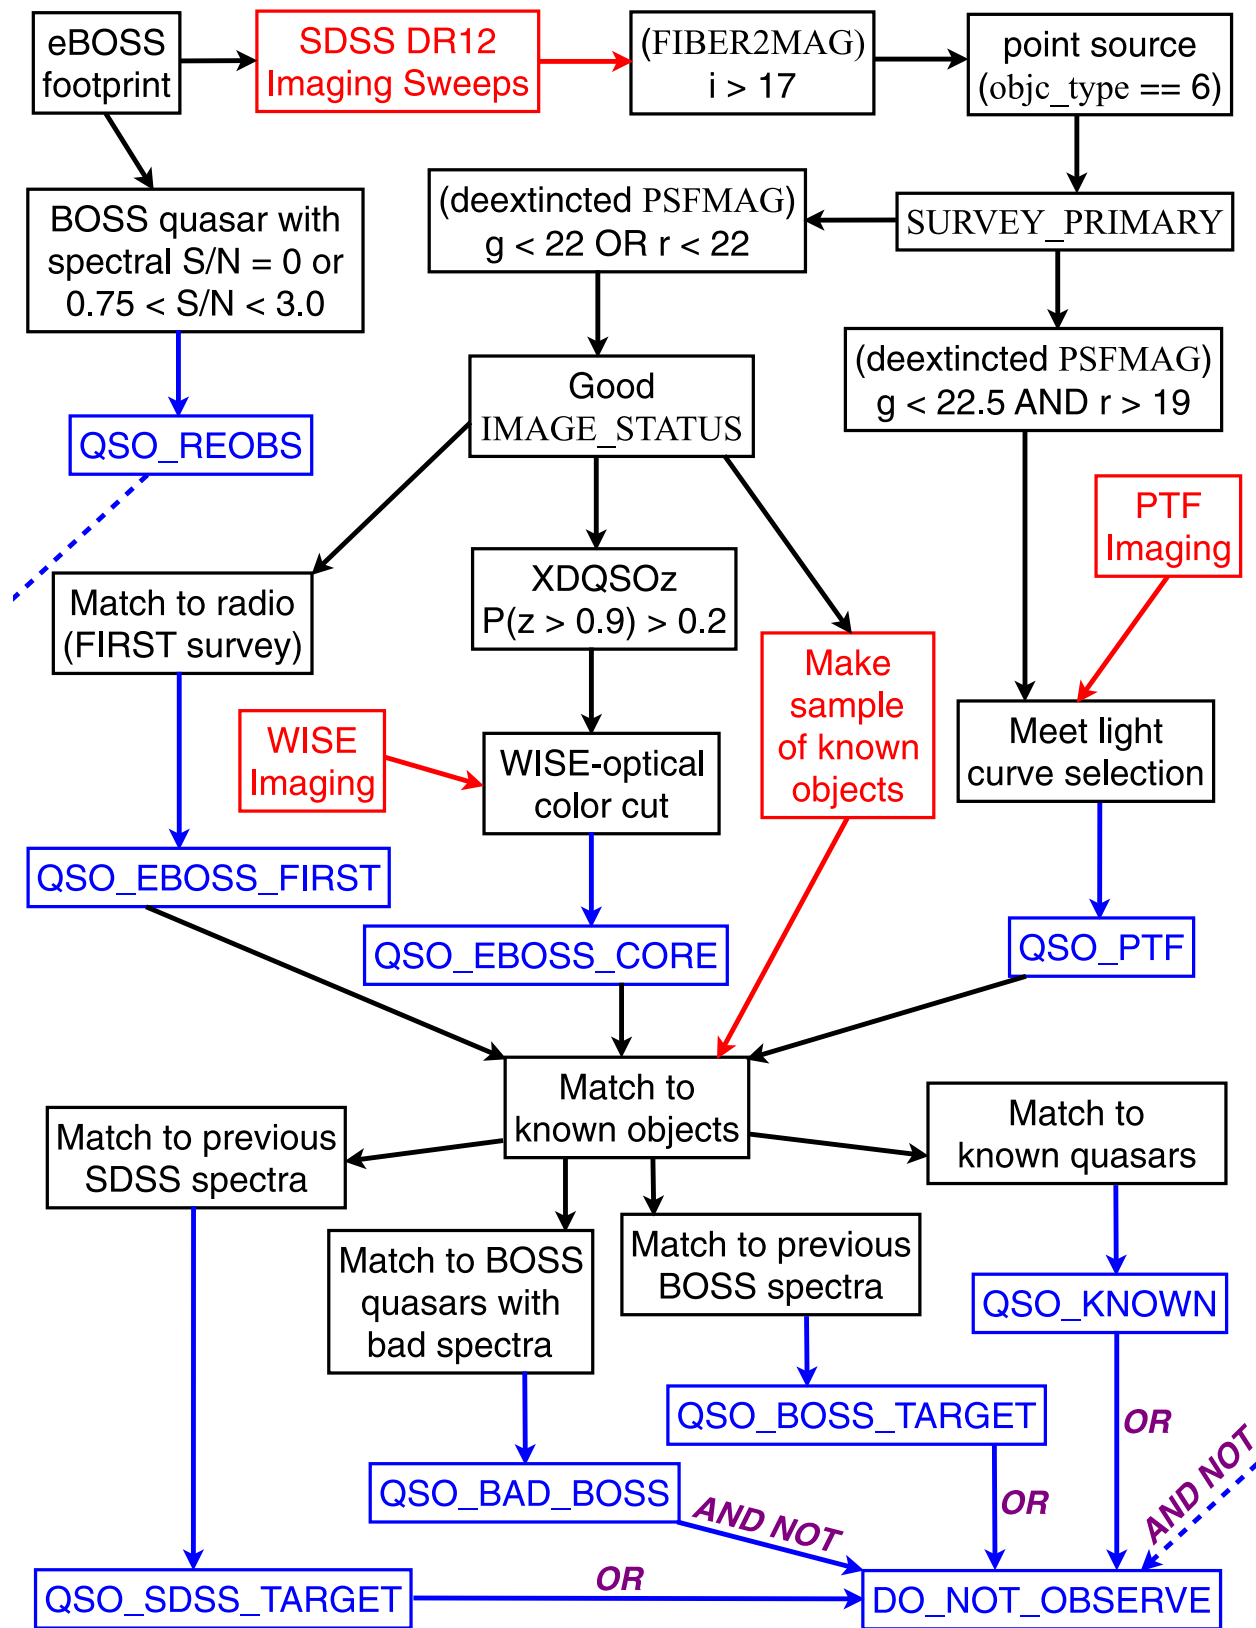 eBOSS
footprint
SDSS DR12
Imaging Sweeps
(FIBER2MAG)
i > 17
point source
(objc_type == 6)
BOSS quasar with
spectral S/N = 0 or
0.75 < S/N < 3.0
(deextincted PSFMAG)
g < 22 OR r < 22
SURVEY_PRIMARY
(deextincted PSFMAG)
g < 22.5 AND r > 19
Good
IMAGE_STATUS
QSO_REOBS
PTF
Imaging
Match to radio
(FIRST survey)
XDQSOz
P(z > 0.9) > 0.2
Make
sample
of known
objects
WISE
Imaging
WISE-optical
color cut
Meet light
curve selection
QSO_EBOSS_FIRST
QSO_EBOSS_CORE
QSO_PTF
Match to
known objects
Match to previous
SDSS spectra
Match to BOSS
quasars with
bad spectra
Match to previous
BOSS spectra
Match to
known quasars
QSO_KNOWN
QSO_BOSS_TARGET
OR
QSO_BAD_BOSS
AND NOT
OR
AND NOT
QSO_SDSS_TARGET
OR
DO_NOT_OBSERVE